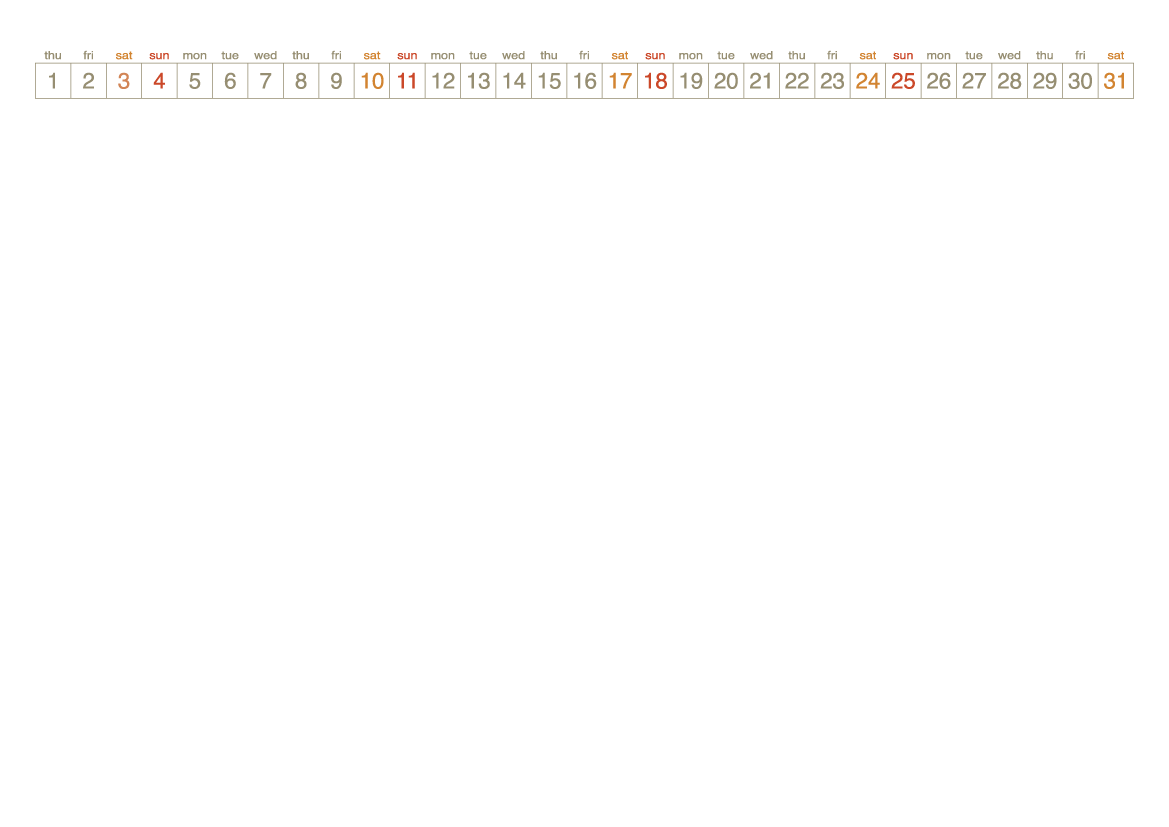 thu fri sat sun mon tue wed thu fri sat sun mon tue wed thu fri sat sun mon tue wed thu fri sat sun mon tue wed thu fri sat
1 2 3 4 5 6 7 8 9 10 11 12 13 14 15 16 17 18 19 20 21 22 23 24 25 26 27 28 29 30 31